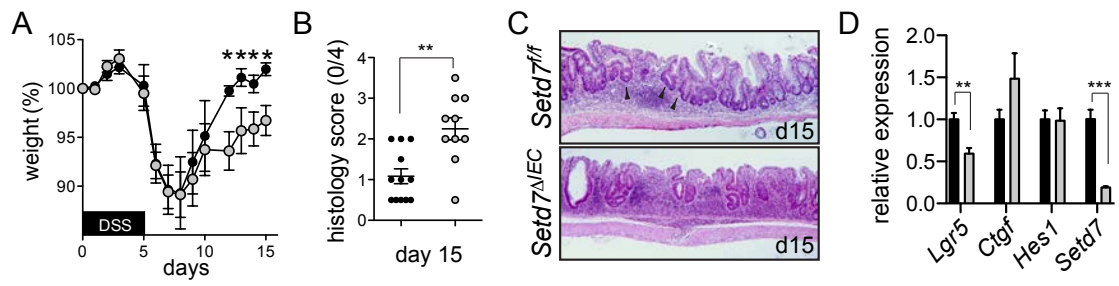 A
weight (%)
105
100
95
90
****
DSS
0
5
10
15
days
B
histology score (0/4)
4
3
2
1
0
**
day 15
C
Setd7f/f
d15
Setd7ΔIEC
d15
D
relative expression
2.0
1.5
1.0
0.5
0.0
**
***
Lgr5
Ctgf
Hes1
Setd7